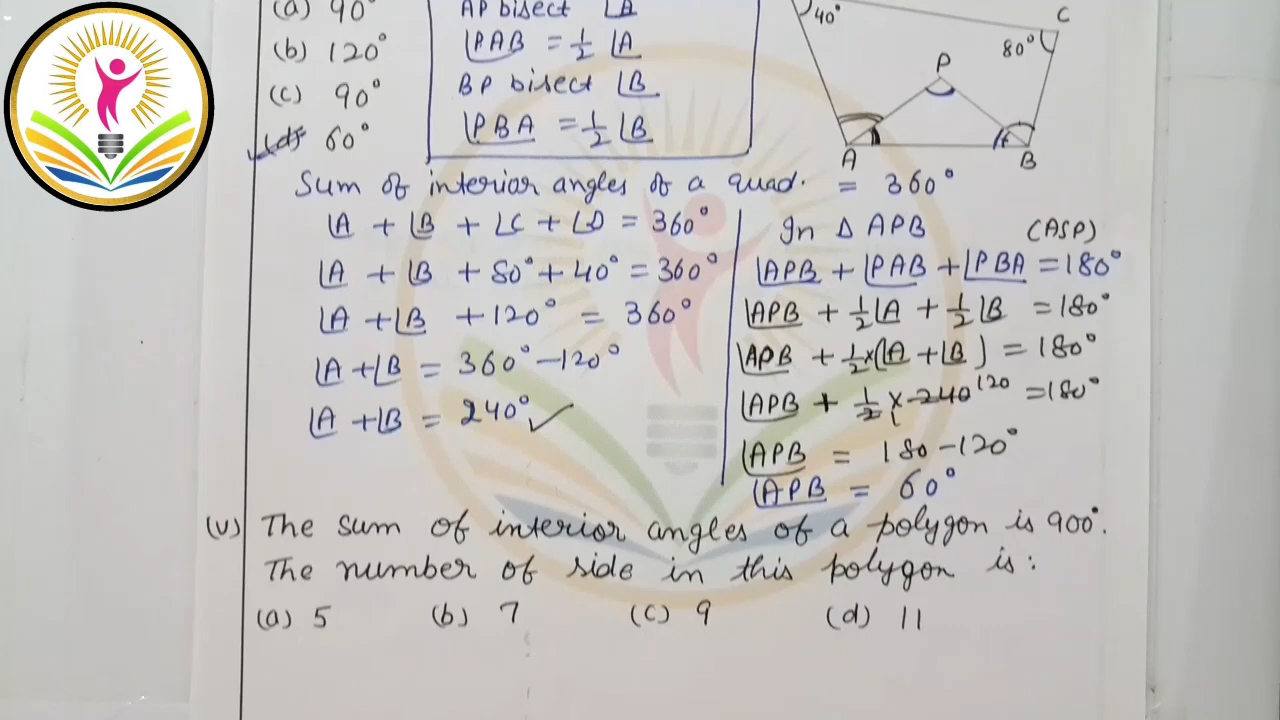 (a) 90°
AP bisect ∠A
40°
C
(b) 120°
∠PAB = 1/2 ∠A
80°
P
(c) 90°
BP bisect ∠B
(d) 60°
∠PBA = 1/2 ∠B
A
B
Sum of interior angles of a quad. = 360°
∠A + ∠B + ∠C + ∠D = 360°
∠A + ∠B + 80° + 40° = 360°
∠A + ∠B + 120° = 360°
∠A + ∠B = 360° - 120°
∠A + ∠B = 240° ✓
In Δ APB (ASP)
∠APB + ∠PAB + ∠PBA = 180°
∠APB + 1/2 ∠A + 1/2 ∠B = 180°
∠APB + 1/2 × (∠A + ∠B) = 180°
∠APB + 1/2 × 240° 120 = 180°
∠APB = 180 - 120°
∠APB = 60°
(v) The sum of interior angles of a polygon is 900°.
The number of side in this polygon is :
(a) 5 (b) 7 (c) 9 (d) 11